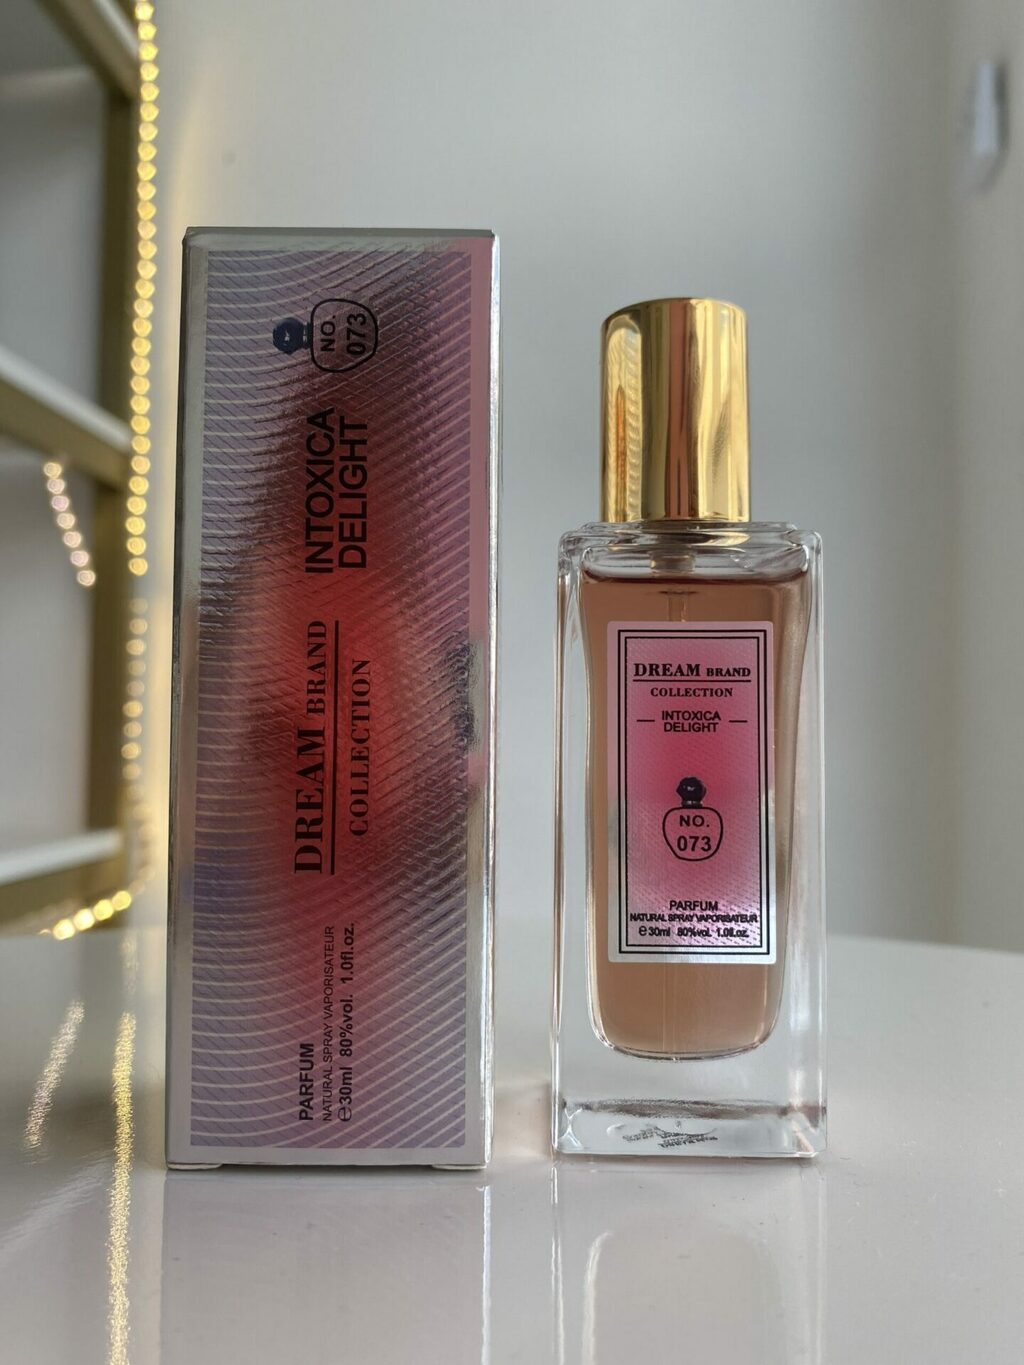 NO.
073
INTOXICA
DELIGHT
DREAM BRAND
COLLECTION
PARFUM
NATURAL SPRAY VAPORISATEUR
℮30ml 80%vol. 1.0fl.oz.
DREAM BRAND
COLLECTION
INTOXICA
DELIGHT
NO.
073
PARFUM
NATURAL SPRAY VAPORISATEUR
℮30ml 80%vol. 1.0fl.oz.